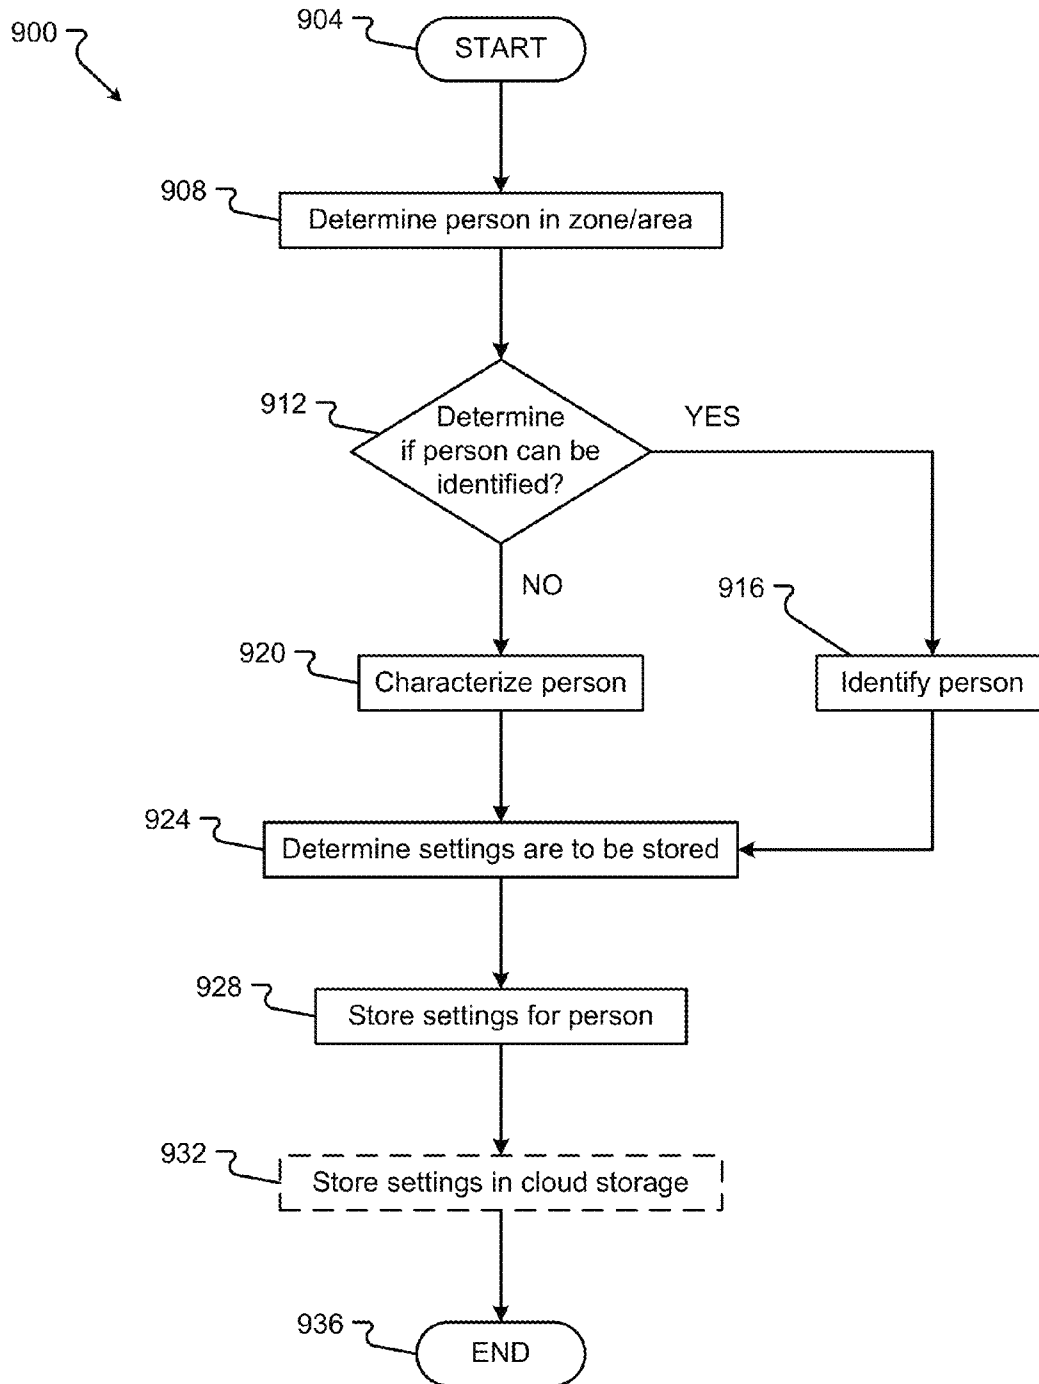 900
904
START
908
Determine person in zone/area
912
Determine
if person can be
identified?
YES
NO
916
920
Characterize person
Identify person
924
Determine settings are to be stored
928
Store settings for person
932
Store settings in cloud storage
936
END